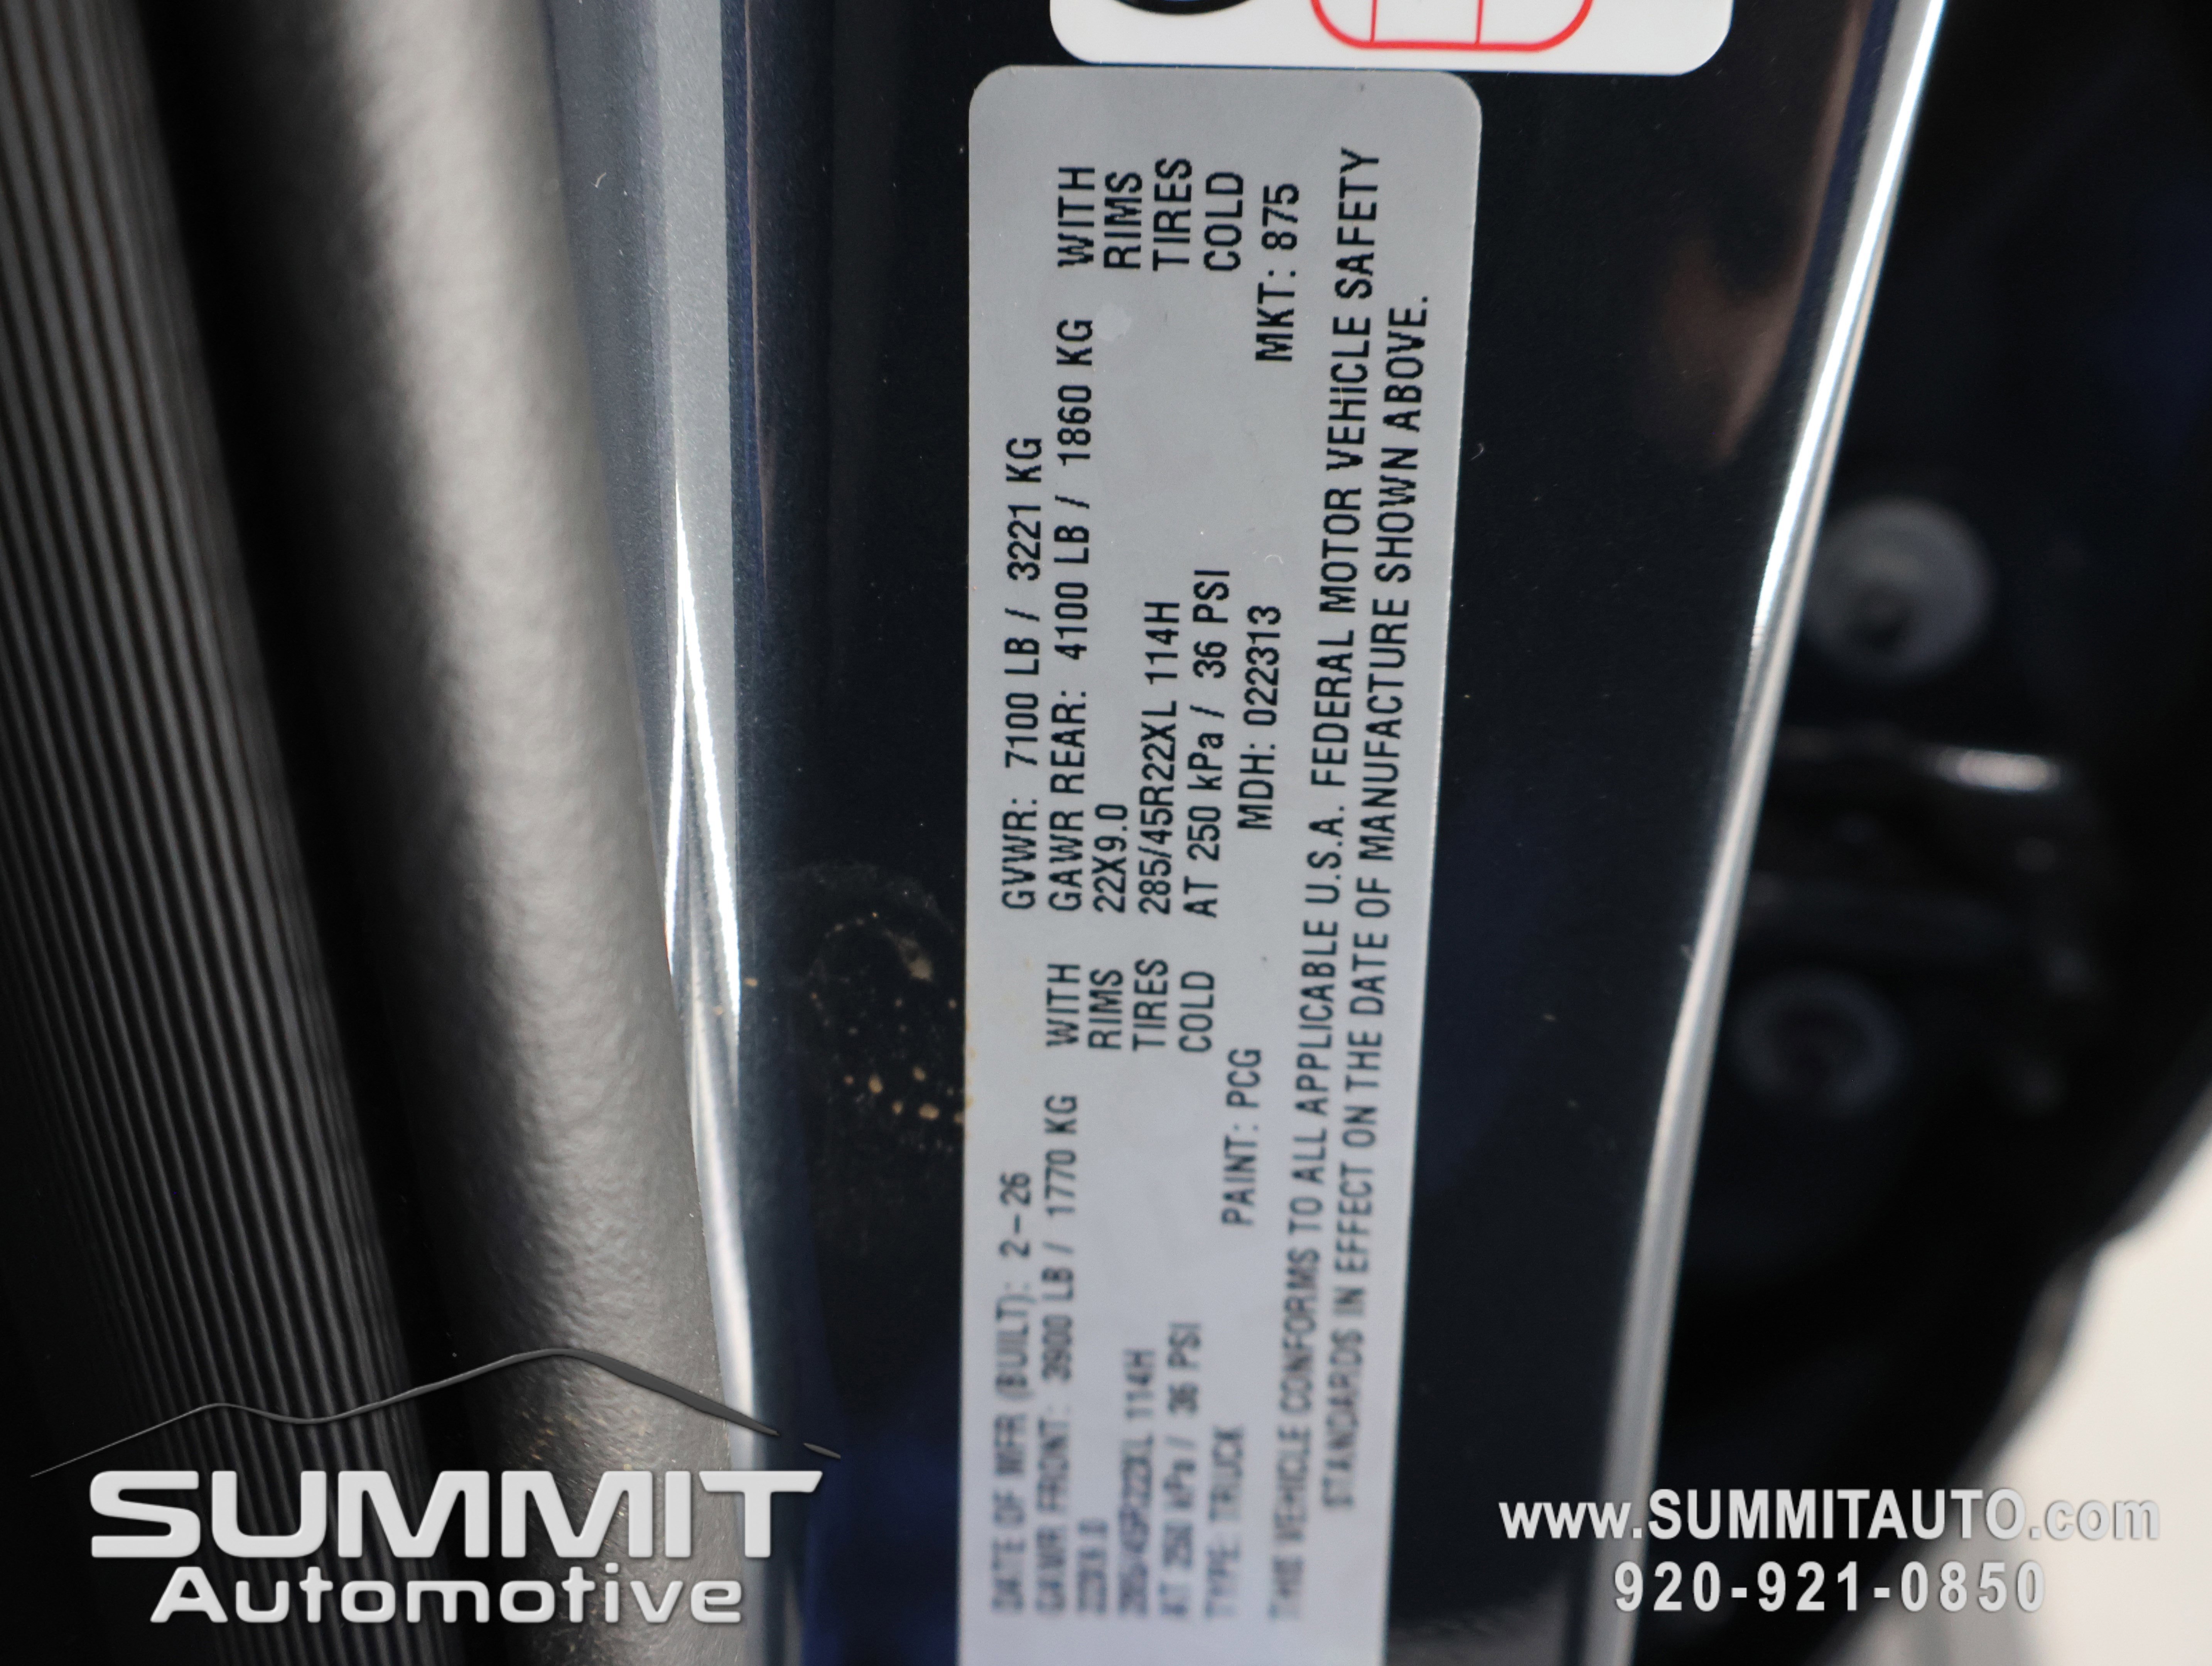 DATE OF MFR (BUILT): 2-26 GVWR: 7100 LB / 3221 KG
GAWR FRONT: 3900 LB / 1770 KG WITH GAWR REAR: 4100 LB / 1860 KG WITH
22X9.0 RIMS 22X9.0 RIMS
285/45R22XL 114H TIRES 285/45R22XL 114H TIRES
AT 250 kPa / 36 PSI COLD AT 250 kPa / 36 PSI COLD
TYPE: TRUCK PAINT: PCG MDH: 022313 MKT: 875
THIS VEHICLE CONFORMS TO ALL APPLICABLE U.S.A. FEDERAL MOTOR VEHICLE SAFETY
STANDARDS IN EFFECT ON THE DATE OF MANUFACTURE SHOWN ABOVE.
SUMMIT
Automotive
www.SUMMITAUTO.com
920-921-0850